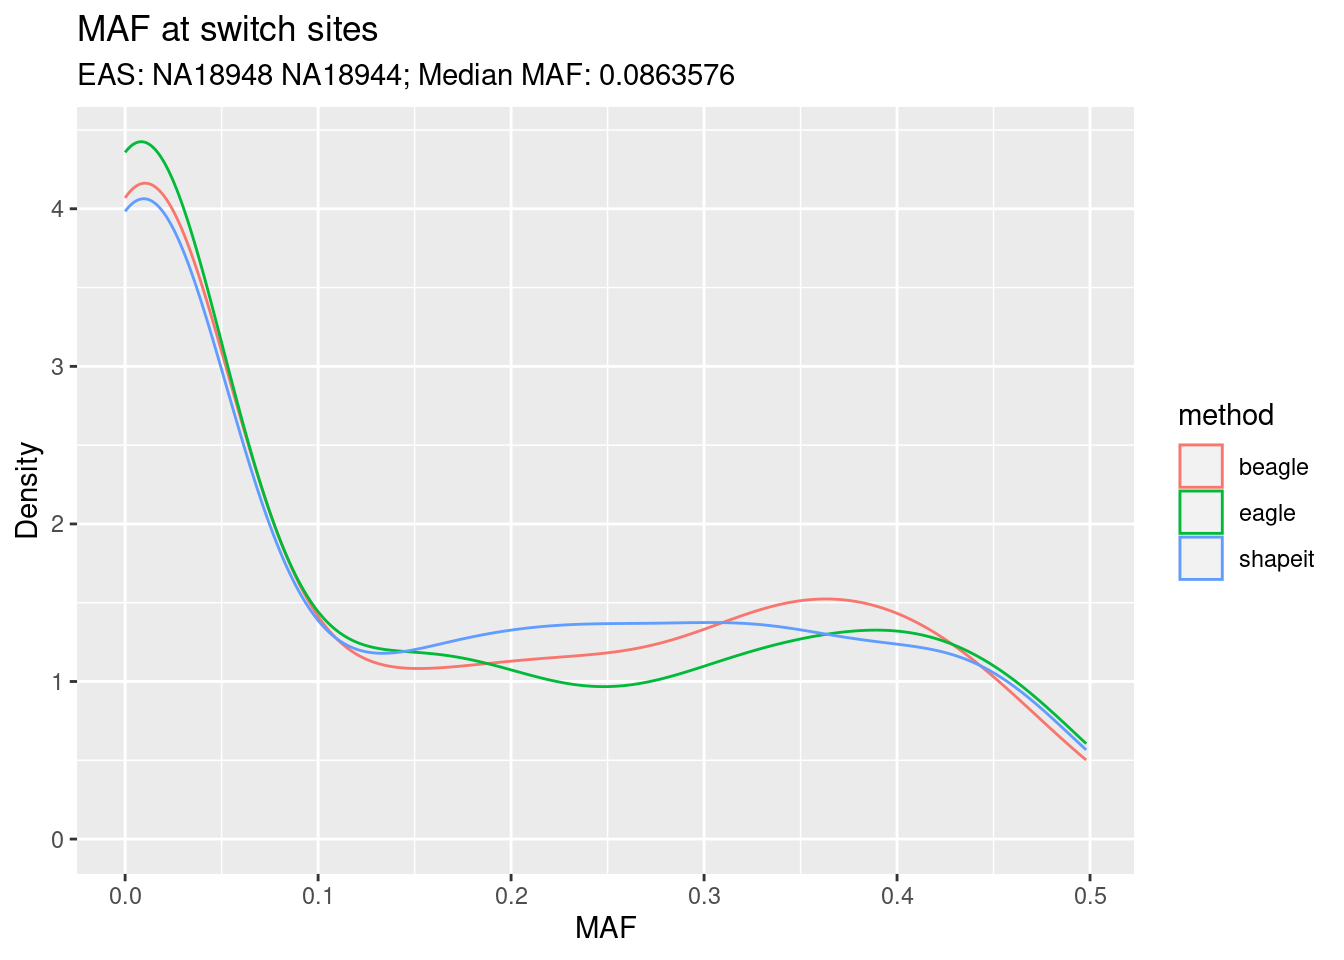 MAF at switch sites
EAS: NA18948 NA18944; Median MAF: 0.0863576
Density
4
3
2
1
0
0.0 0.1 0.2 0.3 0.4 0.5
MAF
method
beagle
eagle
shapeit